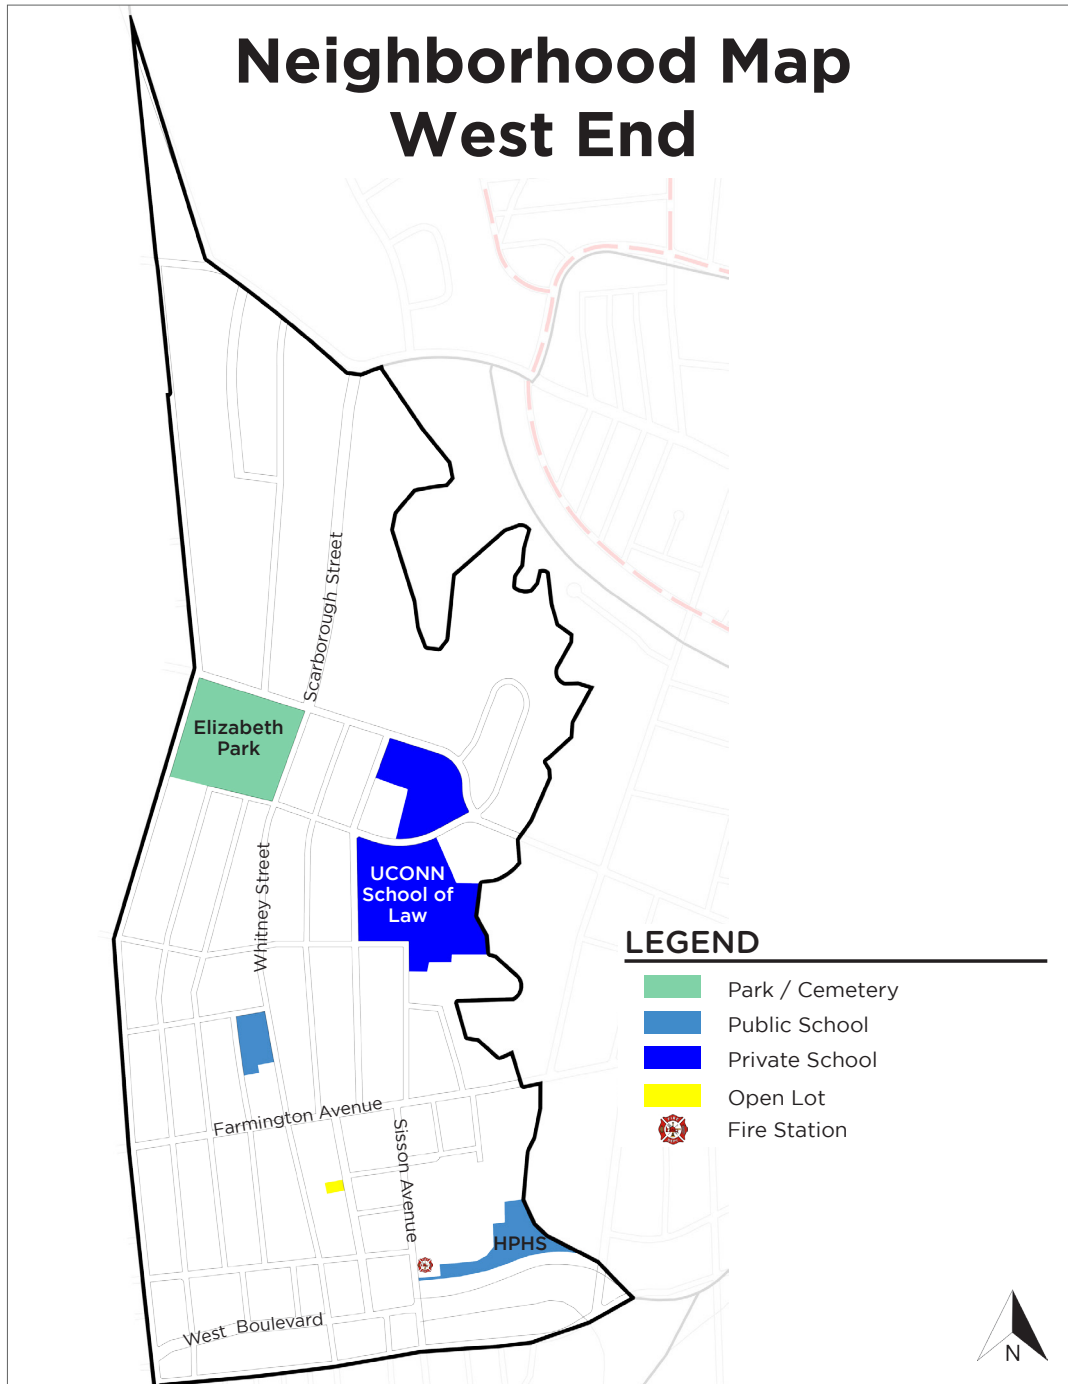 Neighborhood Map
West End
Scarborough Street
Elizabeth
Park
Whitney Street
UCONN
School of
Law
LEGEND
Park / Cemetery
Public School
Private School
Open Lot
Fire Station
Farmington Avenue
Sisson Avenue
HPHS
West Boulevard
N